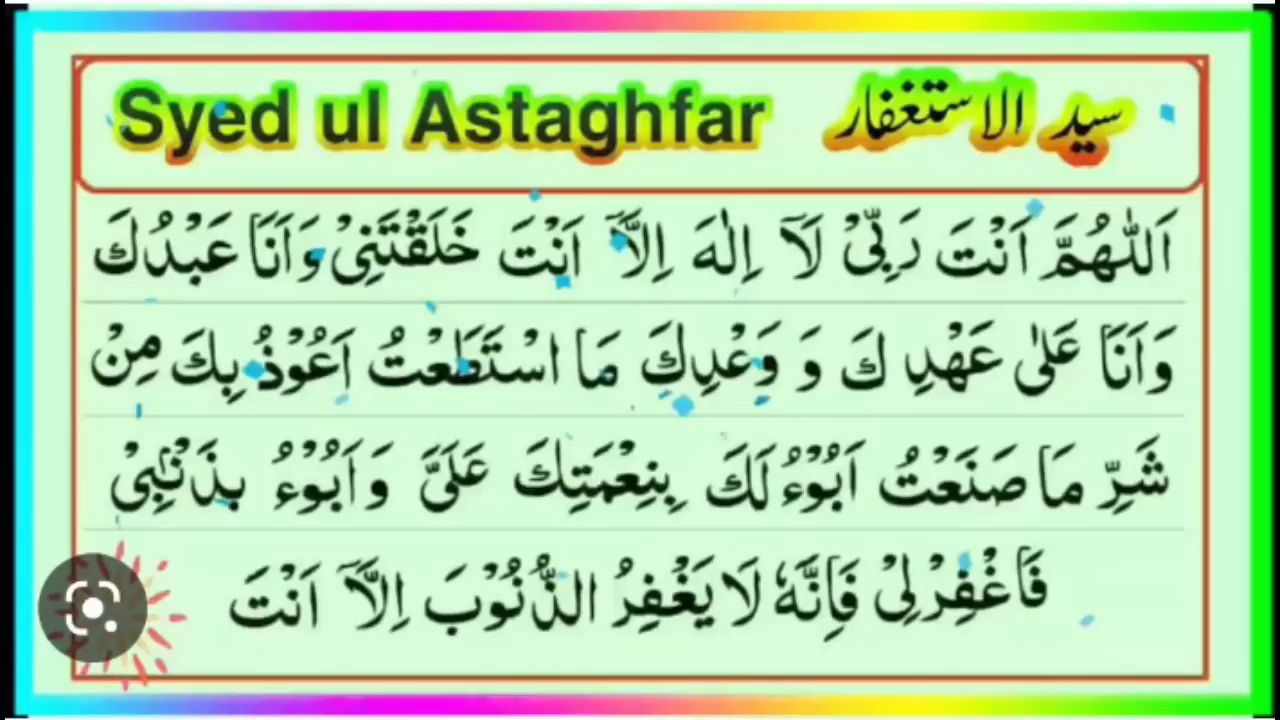 Syed ul Astaghfar سید الاستغفار
اَللّٰهُمَّ اَنْتَ رَبِّیْ لَاۤ اِلٰهَ اِلَّاۤ اَنْتَ خَلَقْتَنِیْ وَاَنَا عَبْدُكَ
وَاَنَا عَلٰی عَهْدِ كَ وَ وَعْدِكَ مَا اسْتَطَعْتُ اَعُوْذُ بِكَ مِنْ
شَرِّ مَا صَنَعْتُ اَبُوْءُ لَكَ بِنِعْمَتِكَ عَلَیَّ وَاَبُوْءُ بِذَنْبِیْ
فَاغْفِرْلِیْ فَاِنَّهٗ لَا یَغْفِرُ الذُّنُوْبَ اِلَّاۤ اَنْتَ